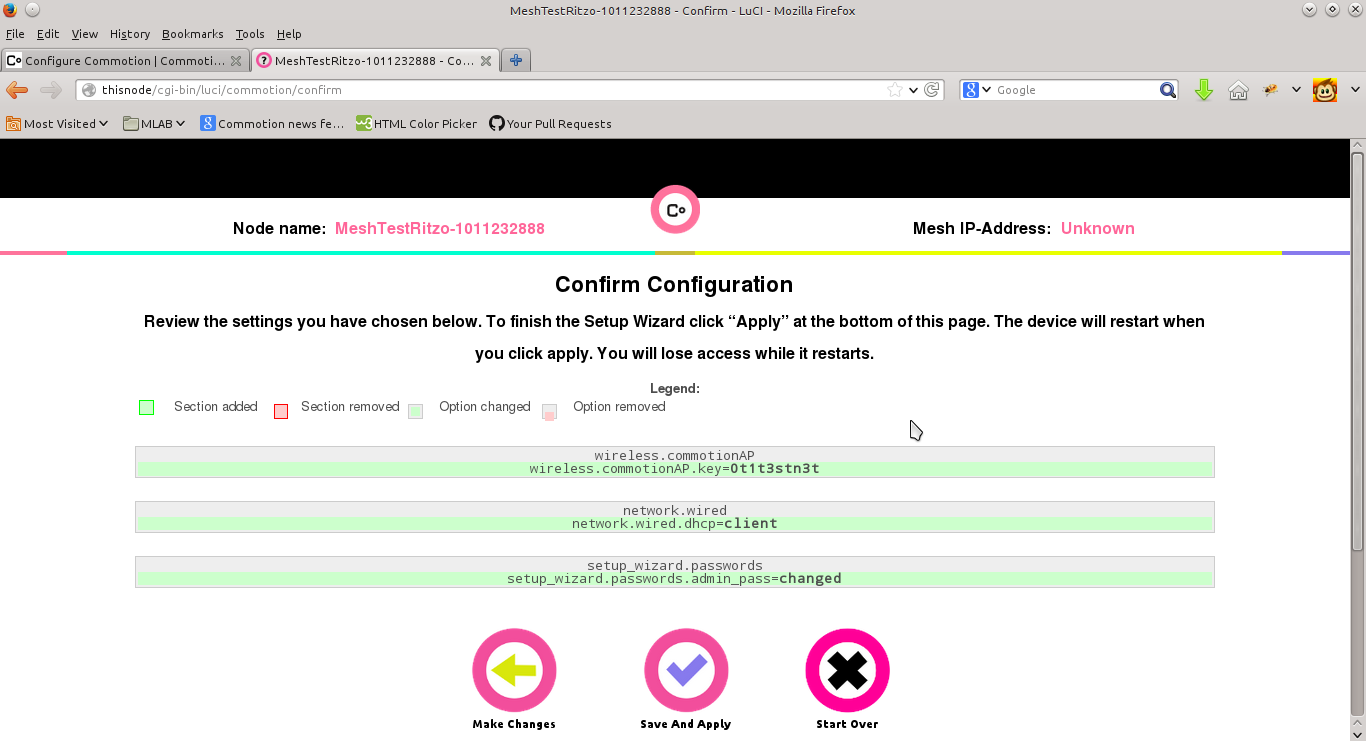 MeshTestRitzo-1011232888 - Confirm - LuCI - Mozilla Firefox
File Edit View History Bookmarks Tools Help
Configure Commotion | Commoti... MeshTestRitzo-1011232888 - Co...
thisnode/cgi-bin/luci/commotion/confirm Google
Most Visited MLAB Commotion news fe... HTML Color Picker Your Pull Requests
Co
Node name: MeshTestRitzo-1011232888 Mesh IP-Address: Unknown
Confirm Configuration
Review the settings you have chosen below. To finish the Setup Wizard click “Apply” at the bottom of this page. The device will restart when
you click apply. You will lose access while it restarts.
Legend:
Section added Section removed Option changed Option removed
wireless.commotionAP
wireless.commotionAP.key=0t1t3stn3t
network.wired
network.wired.dhcp=client
setup_wizard.passwords
setup_wizard.passwords.admin_pass=changed
Make Changes Save And Apply Start Over